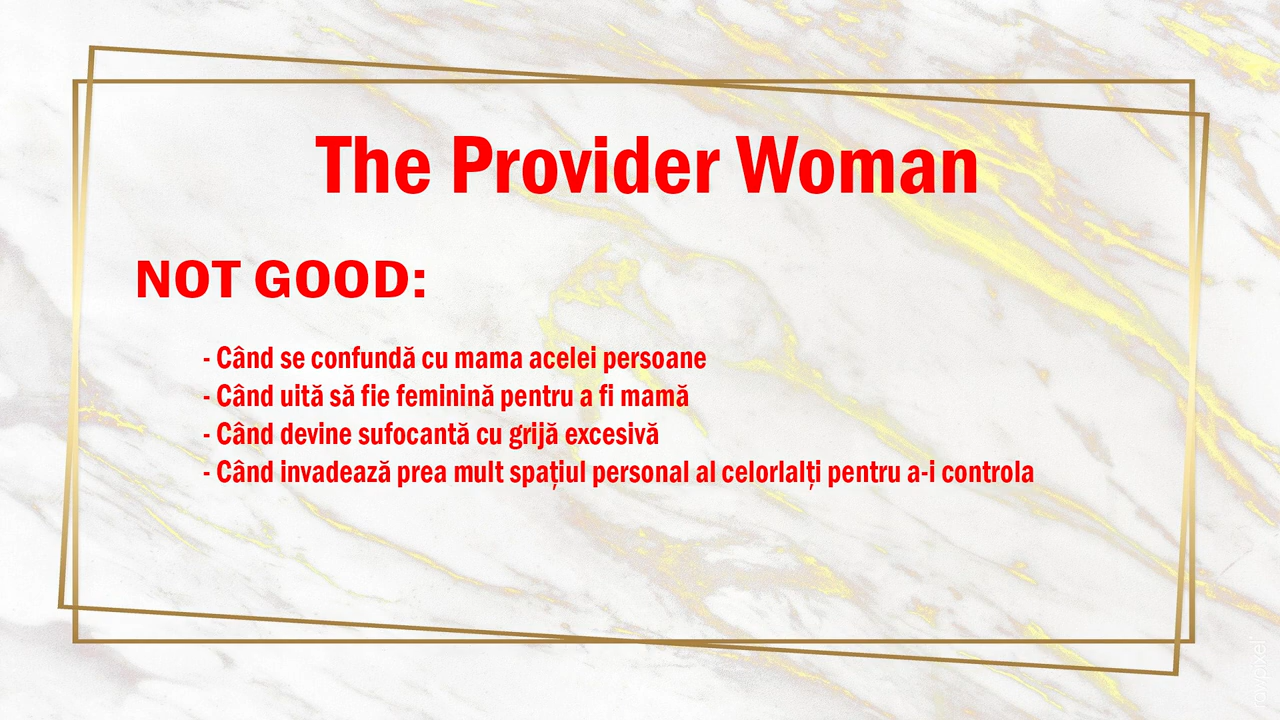 The Provider Woman
NOT GOOD:
- Când se confundă cu mama acelei persoane
- Când uită să fie feminină pentru a fi mamă
- Când devine sufocantă cu grijă excesivă
- Când invadează prea mult spațiul personal al celorlalți pentru a-i controla
rawpixel